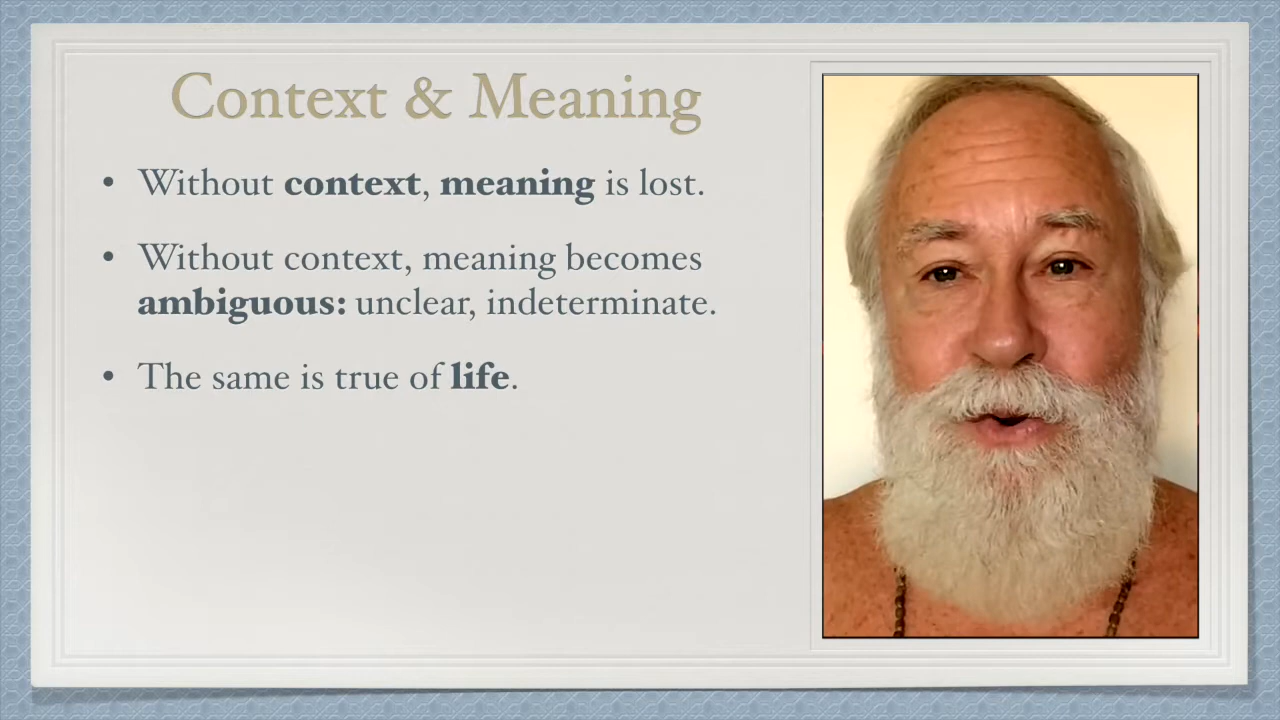 Context & Meaning
• Without context, meaning is lost.
• Without context, meaning becomes
ambiguous: unclear, indeterminate.
• The same is true of life.